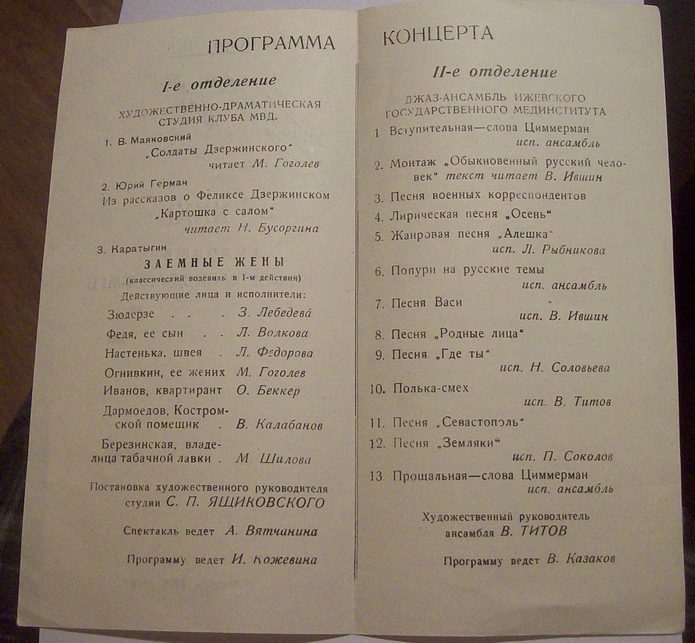 ПРОГРАММА
I-е отделение
ХУДОЖЕСТВЕННО-ДРАМАТИЧЕСКАЯ
СТУДИЯ КЛУБА МВД.
1. В. Маяковский
„Солдаты Дзержинского"
читает М. Гоголев
2. Юрий Герман
Из рассказов о Феликсе Дзержинском
„Картошка с салом"
читает Н. Бусоргина
3. Каратыгин
ЗАЕМНЫЕ ЖЕНЫ
(классический водевиль в 1-м действии)
Действующие лица и исполнители:
Зюдерзе . . . З. Лебедева
Федя, ее сын . . Л. Волкова
Настенька, швея . Л. Федорова
Огнивкин, ее жених М. Гоголев
Иванов, квартирант О. Беккер
Дармоедов, Костром-
ской помещик . В. Калабанов
Березинская, владе-
лица табачной лавки . М Шилова
Постановка художественного руководителя
студии С. П. ЯЩИКОВСКОГО
Спектакль ведет А. Вятчанина
Программу ведет И. Кожевина
КОНЦЕРТА
II-е отделение
ДЖАЗ-АНСАМБЛЬ ИЖЕВСКОГО
ГОСУДАРСТВЕННОГО МЕДИНСТИТУТА
1 Вступительная—слова Циммерман
исп. ансамбль
2. Монтаж „Обыкновенный русский чело-
век" текст читает В. Ившин
3. Песня военных корреспондентов
4. Лирическая песня „Осень"
5. Жанровая песня „Алешка"
исп. Л. Рыбникова
6. Попури на русские темы
исп. ансамбль
7. Песня Васи
исп. В. Ившин
8. Песня „Родные лица"
9. Песня „Где ты"
исп. Н. Соловьева
10. Полька-смех
исп. В. Титов
11. Песня „Севастополь"
12. Песня „Земляки"
исп. П. Соколов
13. Прощальная—слова Циммерман
исп. ансамбль
Художественный руководитель
ансамбля В. ТИТОВ
Программу ведет В. Казаков